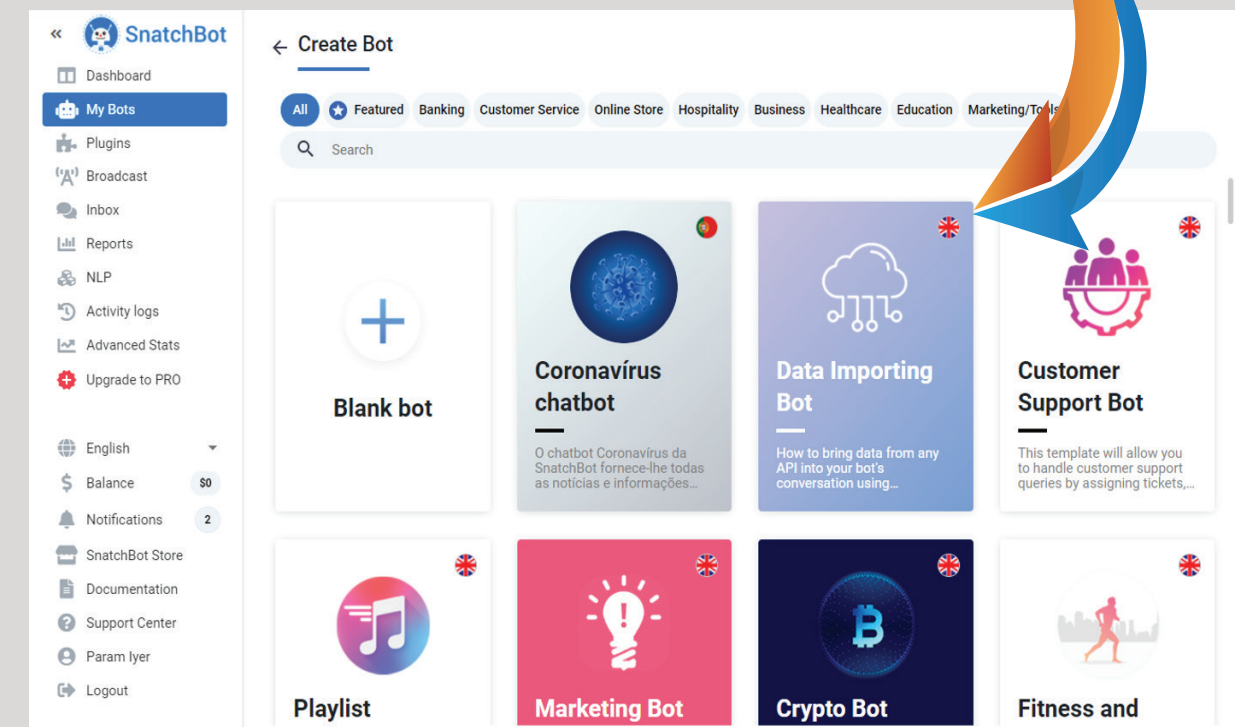 «
SnatchBot
Dashboard
My Bots
Plugins
Broadcast
Inbox
Reports
NLP
Activity logs
Advanced Stats
Upgrade to PRO
English
Balance $0
Notifications 2
SnatchBot Store
Documentation
Support Center
Param Iyer
Logout
Create Bot
All Featured Banking Customer Service Online Store Hospitality Business Healthcare Education Marketing/Tools
Search
Blank bot
Coronavírus
chatbot
O chatbot Coronavírus da
SnatchBot fornece-lhe todas
as notícias e informações...
Data Importing
Bot
How to bring data from any
API into your bot's
conversation using...
Customer
Support Bot
This template will allow you
to handle customer support
queries by assigning tickets,...
Playlist
Marketing Bot
Crypto Bot
Fitness and